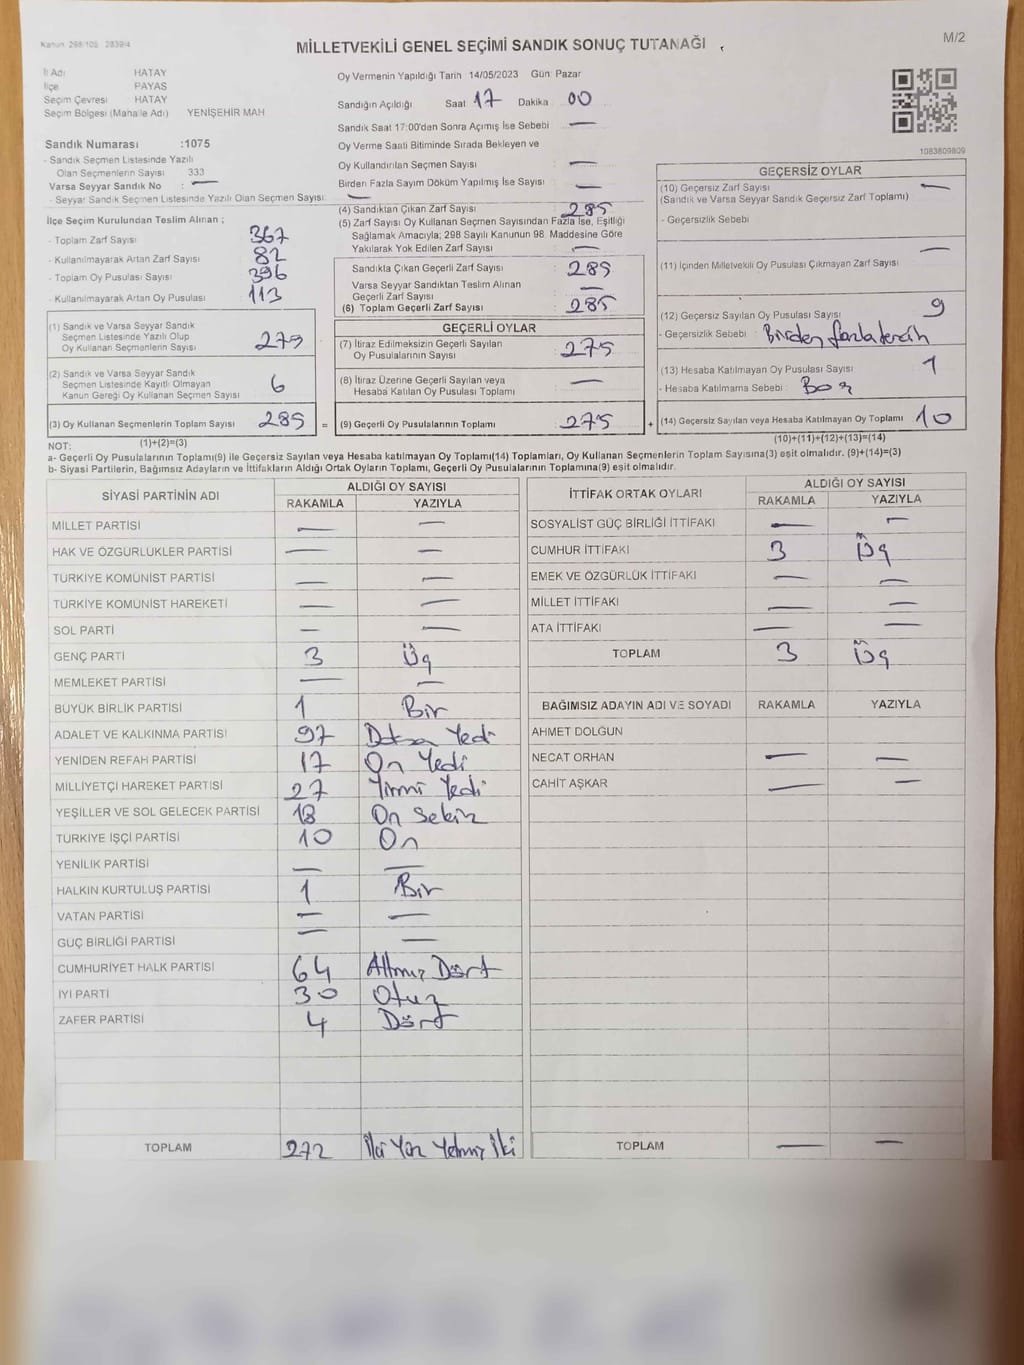 Kanun 298/105 2839/4
MİLLETVEKİLİ GENEL SEÇİMİ SANDIK SONUÇ TUTANAĞI
M/2
İl Adı HATAY
İlçe PAYAS
Seçim Çevresi HATAY
Seçim Bölgesi (Mahalle Adı) YENİŞEHİR MAH
Sandık Numarası :1075
- Sandık Seçmen Listesinde Yazılı
Olan Seçmenlerin Sayısı 333
Varsa Seyyar Sandık No : —
- Seyyar Sandık Seçmen Listesinde Yazılı Olan Seçmen Sayısı: —
İlçe Seçim Kurulundan Teslim Alınan ;
- Toplam Zarf Sayısı 367
- Kullanılmayarak Artan Zarf Sayısı 82
- Toplam Oy Pusulası Sayısı 396
- Kullanılmayarak Artan Oy Pusulası 113
(1) Sandık ve Varsa Seyyar Sandık
Seçmen Listesinde Yazılı Olup
Oy Kullanan Seçmenlerin Sayısı 279
(2) Sandık ve Varsa Seyyar Sandık
Seçmen Listesinde Kayıtlı Olmayan
Kanun Gereği Oy Kullanan Seçmen Sayısı 6
(3) Oy Kullanan Seçmenlerin Toplam Sayısı 285 =
(1)+(2)=(3)
Oy Vermenin Yapıldığı Tarih 14/05/2023 Gün Pazar
Sandığın Açıldığı Saat 17 Dakika 00
Sandık Saat 17:00'den Sonra Açımış İse Sebebi —
Oy Verme Saati Bitiminde Sırada Bekleyen ve
Oy Kullandırılan Seçmen Sayısı : —
Birden Fazla Sayım Döküm Yapılmış İse Sayısı : —
(4) Sandıktan Çıkan Zarf Sayısı : 285
(5) Zarf Sayısı Oy Kullanan Seçmen Sayısından Fazla İse, Eşitliği
Sağlamak Amacıyla; 298 Sayılı Kanunun 98. Maddesine Göre
Yakılarak Yok Edilen Zarf Sayısı : —
Sandıkta Çıkan Geçerli Zarf Sayısı : 285
Varsa Seyyar Sandıktan Teslim Alınan
Geçerli Zarf Sayısı —
(6) Toplam Geçerli Zarf Sayısı : 285
GEÇERLİ OYLAR
(7) İtiraz Edilmeksizin Geçerli Sayılan
Oy Pusulalarının Sayısı : 275
(8) İtiraz Üzerine Geçerli Sayılan veya
Hesaba Katılan Oy Pusulası Toplamı —
(9) Geçerli Oy Pusulalarının Toplamı : 275 +
1083809809
GEÇERSİZ OYLAR
(10) Geçersiz Zarf Sayısı —
(Sandık ve Varsa Seyyar Sandık Geçersiz Zarf Toplamı)
- Geçersizlik Sebebi
(11) İçinden Milletvekili Oy Pusulası Çıkmayan Zarf Sayısı —
(12) Geçersiz Sayılan Oy Pusulası Sayısı 9
- Geçersizlik Sebebi : Birden fazla tercih
(13) Hesaba Katılmayan Oy Pusulası Sayısı 1
- Hesaba Katılmama Sebebi : Boş
(14) Geçersiz Sayılan veya Hesaba Katılmayan Oy Toplamı 10
(10)+(11)+(12)+(13)=(14)
NOT:
a- Geçerli Oy Pusulalarının Toplamı(9) ile Geçersiz Sayılan veya Hesaba katılmayan Oy Toplamı(14) Toplamları, Oy Kullanan Seçmenlerin Toplam Sayısına(3) eşit olmalıdır. (9)+(14)=(3)
b- Siyasi Partilerin, Bağımsız Adayların ve İttifakların Aldığı Ortak Oyların Toplamı, Geçerli Oy Pusulalarının Toplamına(9) eşit olmalıdır.
SİYASİ PARTİNİN ADI ALDIĞI OY SAYISI
RAKAMLA YAZIYLA
MİLLET PARTİSİ — —
HAK VE ÖZGÜRLÜKLER PARTİSİ — —
TÜRKİYE KOMÜNİST PARTİSİ — —
TÜRKİYE KOMÜNİST HAREKETİ — —
SOL PARTİ — —
GENÇ PARTİ 3 Üç
MEMLEKET PARTİSİ — —
BÜYÜK BİRLİK PARTİSİ 1 Bir
ADALET VE KALKINMA PARTİSİ 97 Doksan Yedi
YENİDEN REFAH PARTİSİ 17 On Yedi
MİLLİYETÇİ HAREKET PARTİSİ 27 Yirmi Yedi
YEŞİLLER VE SOL GELECEK PARTİSİ 18 On Sekiz
TÜRKİYE İŞÇİ PARTİSİ 10 On
YENİLİK PARTİSİ — —
HALKIN KURTULUŞ PARTİSİ 1 Bir
VATAN PARTİSİ — —
GÜÇ BİRLİĞİ PARTİSİ — —
CUMHURİYET HALK PARTİSİ 64 Altmış Dört
İYİ PARTİ 30 Otuz
ZAFER PARTİSİ 4 Dört
TOPLAM 272 İki Yüz Yetmiş İki
İTTİFAK ORTAK OYLARI ALDIĞI OY SAYISI
RAKAMLA YAZIYLA
SOSYALİST GÜÇ BİRLİĞİ İTTİFAKI — —
CUMHUR İTTİFAKI 3 Üç
EMEK VE ÖZGÜRLÜK İTTİFAKI — —
MİLLET İTTİFAKI — —
ATA İTTİFAKI — —
TOPLAM 3 Üç
BAĞIMSIZ ADAYIN ADI VE SOYADI RAKAMLA YAZIYLA
AHMET DOLGUN
NECAT ORHAN — —
CAHİT AŞKAR — —
TOPLAM — —